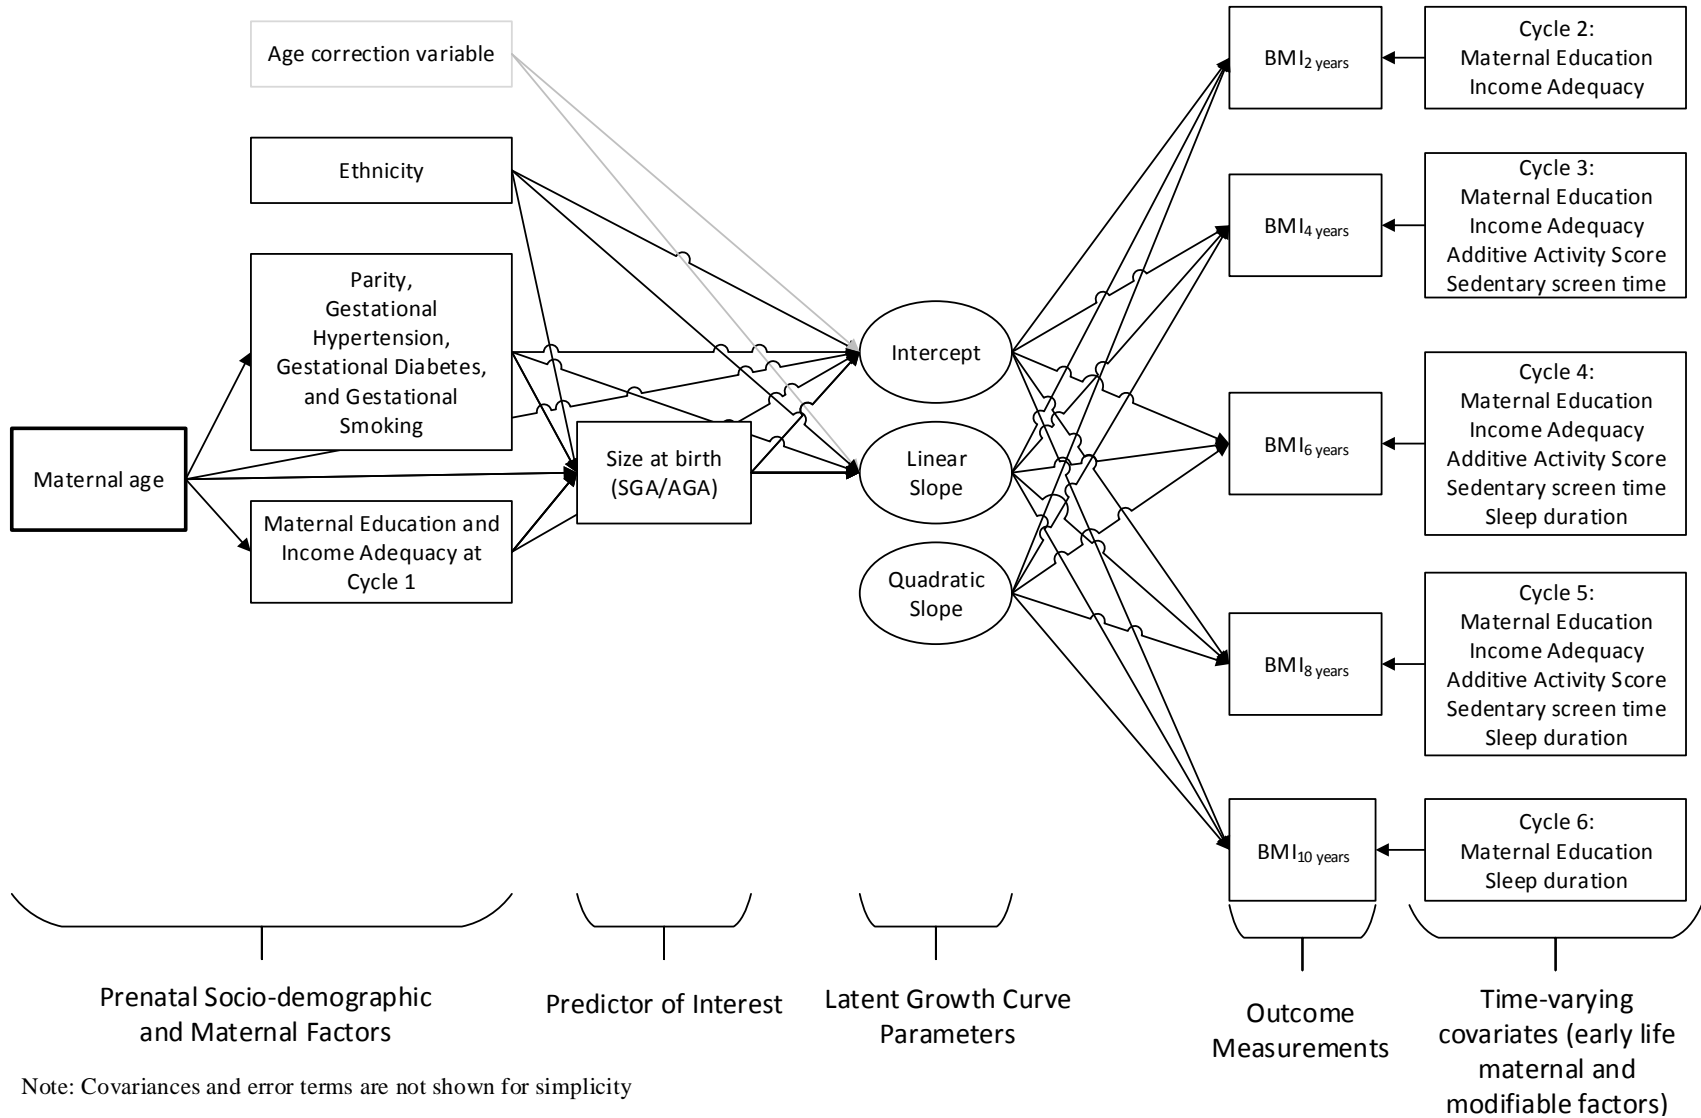 Age correction variable
Ethnicity
Parity,
Gestational
Hypertension,
Gestational Diabetes,
and Gestational
Smoking
Maternal age
Maternal Education and
Income Adequacy at
Cycle 1
Size at birth
(SGA/AGA)
Intercept
Linear
Slope
Quadratic
Slope
BMI2 years
BMI4 years
BMI6 years
BMI8 years
BMI10 years
Cycle 2:
Maternal Education
Income Adequacy
Cycle 3:
Maternal Education
Income Adequacy
Additive Activity Score
Sedentary screen time
Cycle 4:
Maternal Education
Income Adequacy
Additive Activity Score
Sedentary screen time
Sleep duration
Cycle 5:
Maternal Education
Income Adequacy
Additive Activity Score
Sedentary screen time
Sleep duration
Cycle 6:
Maternal Education
Sleep duration
Prenatal Socio-demographic
and Maternal Factors
Predictor of Interest
Latent Growth Curve
Parameters
Outcome
Measurements
Time-varying
covariates (early life
maternal and
modifiable factors)
Note: Covariances and error terms are not shown for simplicity